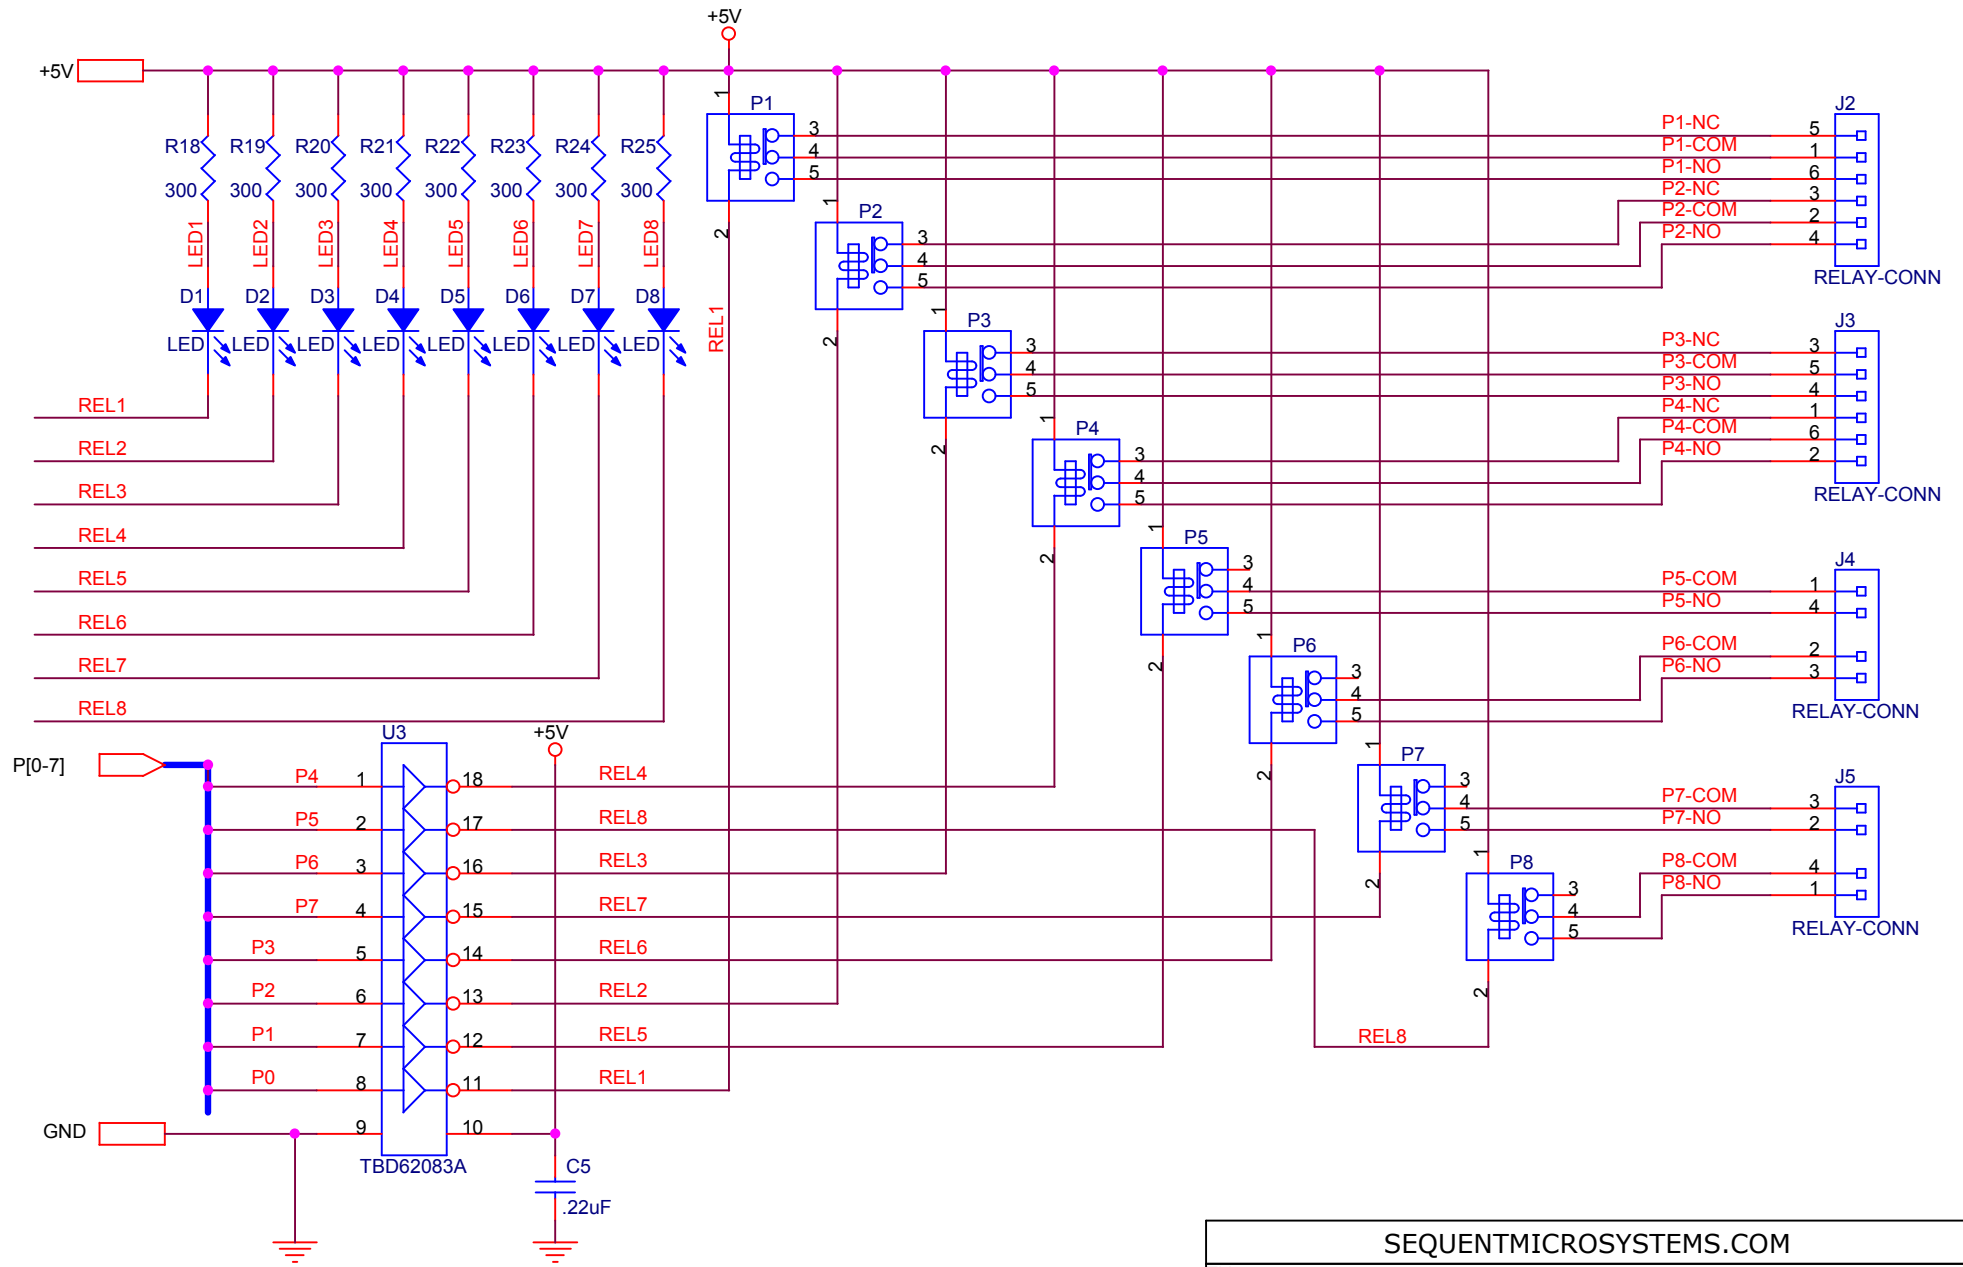 +5V
+5V
R18 R19 R20 R21 R22 R23 R24 R25
300 300 300 300 300 300 300 300
LED1 LED2 LED3 LED4 LED5 LED6 LED7 LED8
D1 D2 D3 D4 D5 D6 D7 D8
LED LED LED LED LED LED LED LED
REL1
REL2
REL3
REL4
REL5
REL6
REL7
REL8
P1
1
3
4
5
2
REL1
P2
1
3
4
5
2
P3
1
3
4
5
2
P4
1
3
4
5
2
P5
1
3
4
5
2
P6
1
3
4
5
2
P7
1
3
4
5
2
P8
1
3
4
5
2
REL8
J2
P1-NC 5
P1-COM 1
P1-NO 6
P2-NC 3
P2-COM 2
P2-NO 4
RELAY-CONN
J3
P3-NC 3
P3-COM 5
P3-NO 4
P4-NC 1
P4-COM 6
P4-NO 2
RELAY-CONN
J4
P5-COM 1
P5-NO 4
P6-COM 2
P6-NO 3
RELAY-CONN
J5
P7-COM 3
P7-NO 2
P8-COM 4
P8-NO 1
RELAY-CONN
P[0-7]
U3
+5V
P4 1 18 REL4
P5 2 17 REL8
P6 3 16 REL3
P7 4 15 REL7
P3 5 14 REL6
P2 6 13 REL2
P1 7 12 REL5
P0 8 11 REL1
GND 9 10
TBD62083A
C5
.22uF
SEQUENTMICROSYSTEMS.COM